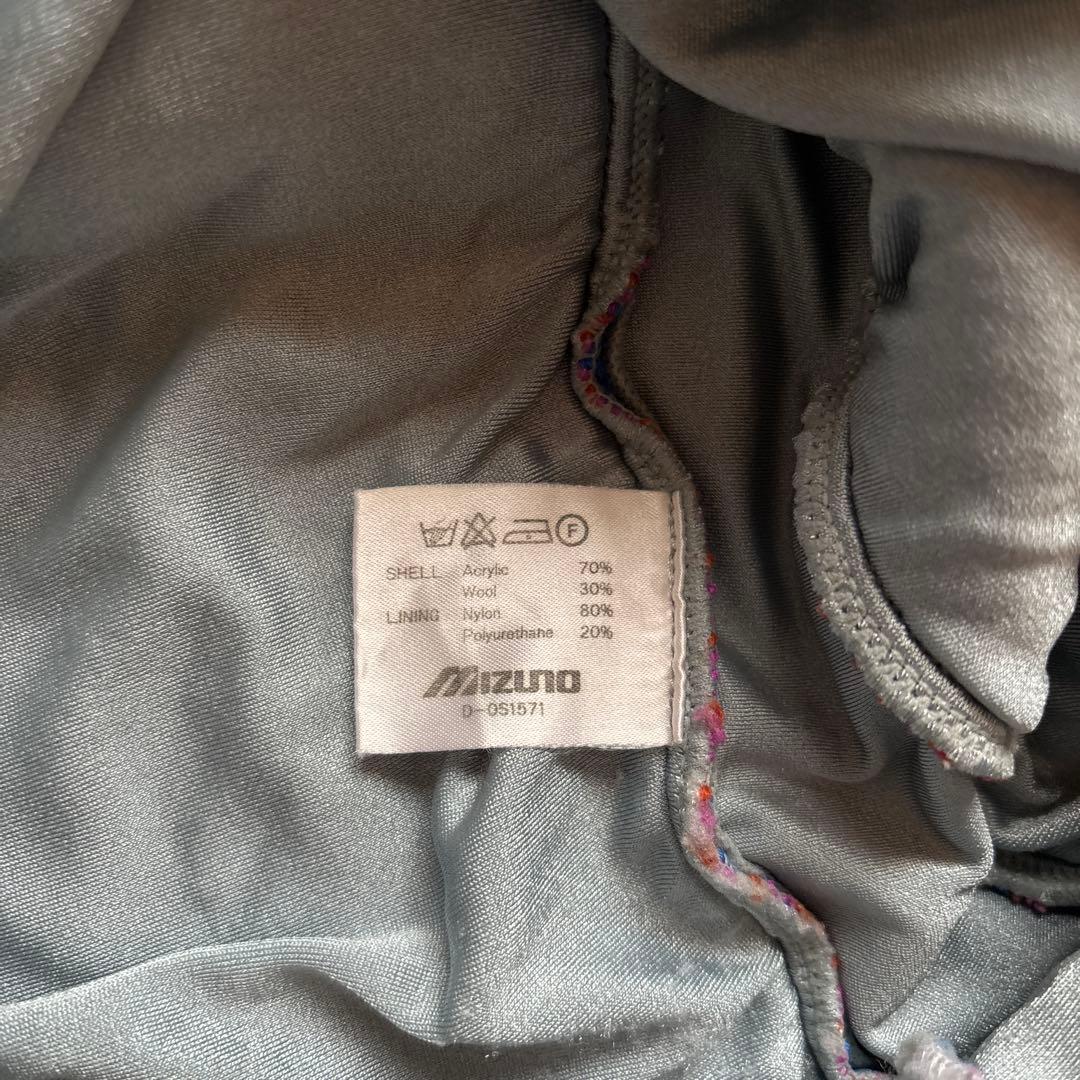 F
SHELL Acrylic 70%
Wool 30%
LINING Nylon 80%
Polyurethane 20%
MIZUNO
D-OS1571